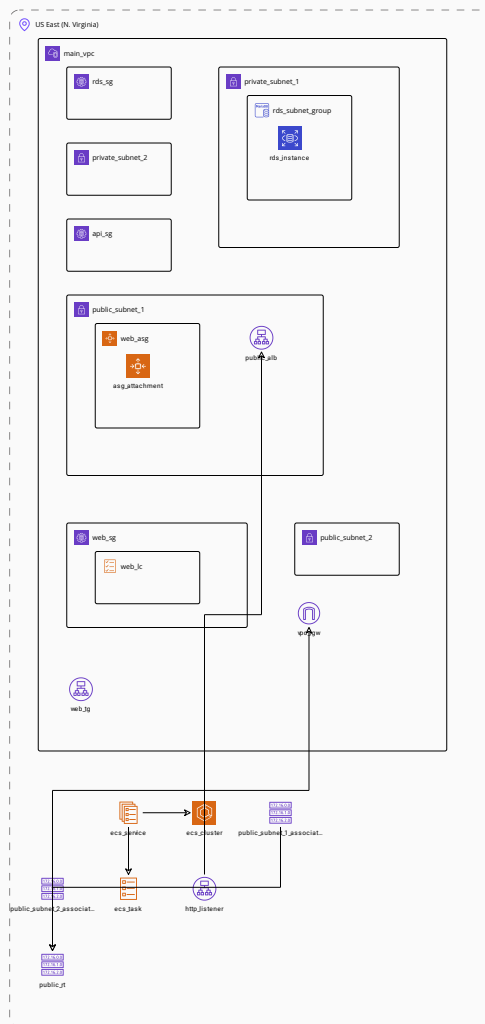 US East (N. Virginia)
main_vpc
rds_sg
private_subnet_1
rds_subnet_group
rds_instance
private_subnet_2
api_sg
public_subnet_1
web_asg
asg_attachment
public_alb
web_sg
web_lc
public_subnet_2
web_tg
ecs_service
ecs_cluster
public_subnet_1_associat..
public_subnet_2_associat..
ecs_task
http_listener
public_rt